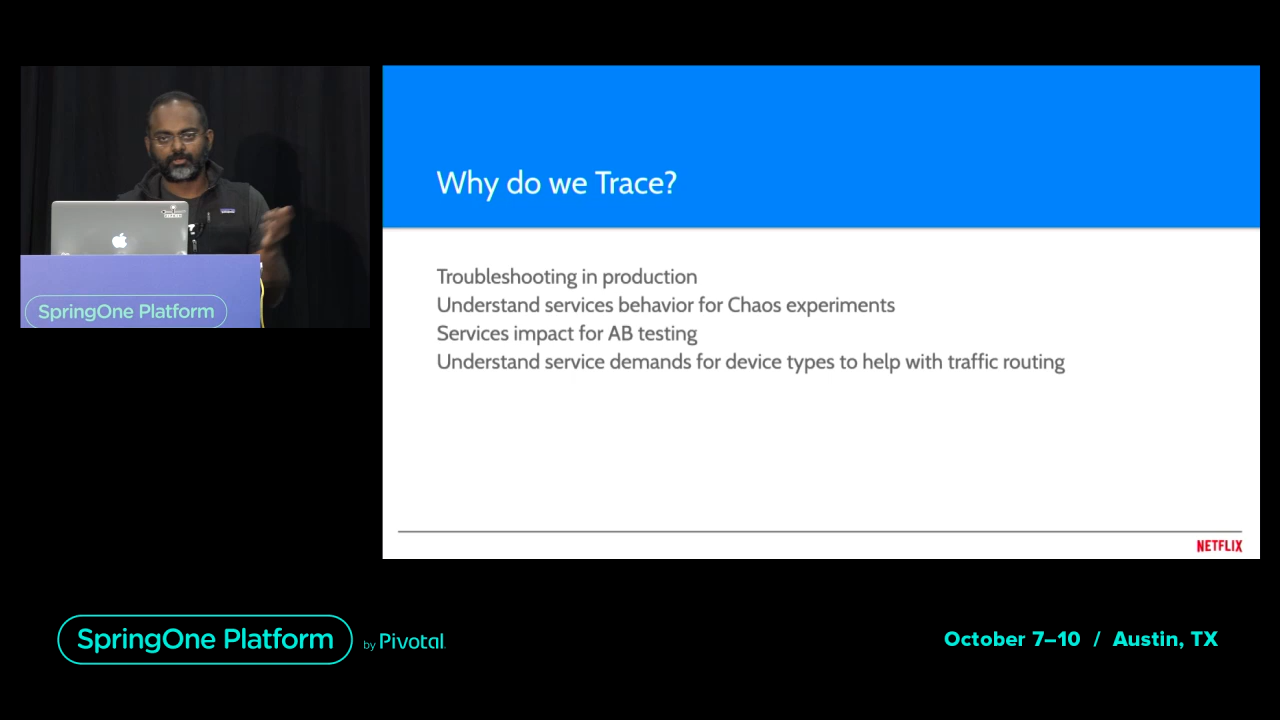 Why do we Trace?
Troubleshooting in production
Understand services behavior for Chaos experiments
Services impact for AB testing
Understand service demands for device types to help with traffic routing
NETFLIX
SpringOne Platform
SpringOne Platform by Pivotal
October 7–10 / Austin, TX